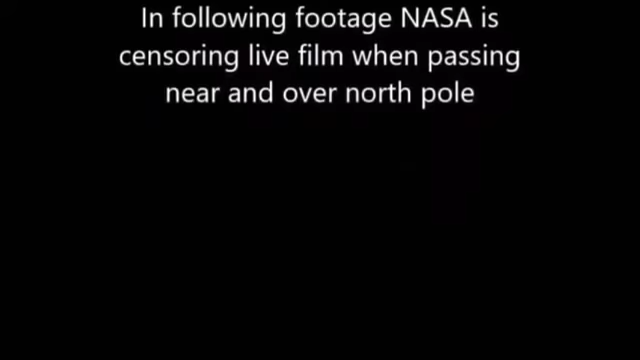 In following footage NASA is
censoring live film when passing
near and over north pole